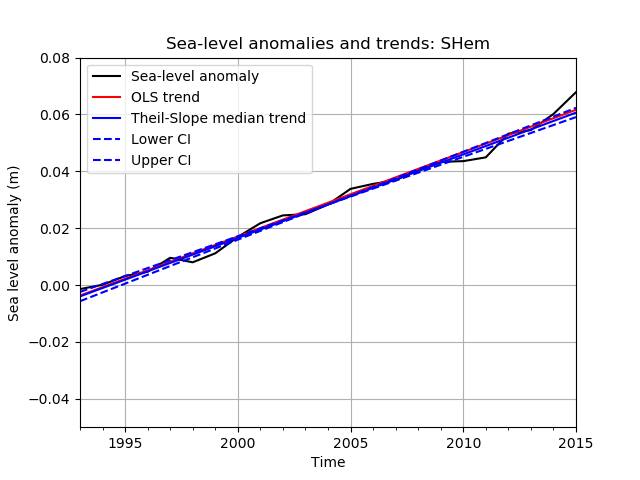 Sea-level anomalies and trends: SHem
Sea-level anomaly
OLS trend
Theil-Slope median trend
Lower CI
Upper CI
0.08
0.06
0.04
0.02
0.00
−0.02
−0.04
Sea level anomaly (m)
1995
2000
2005
2010
2015
Time